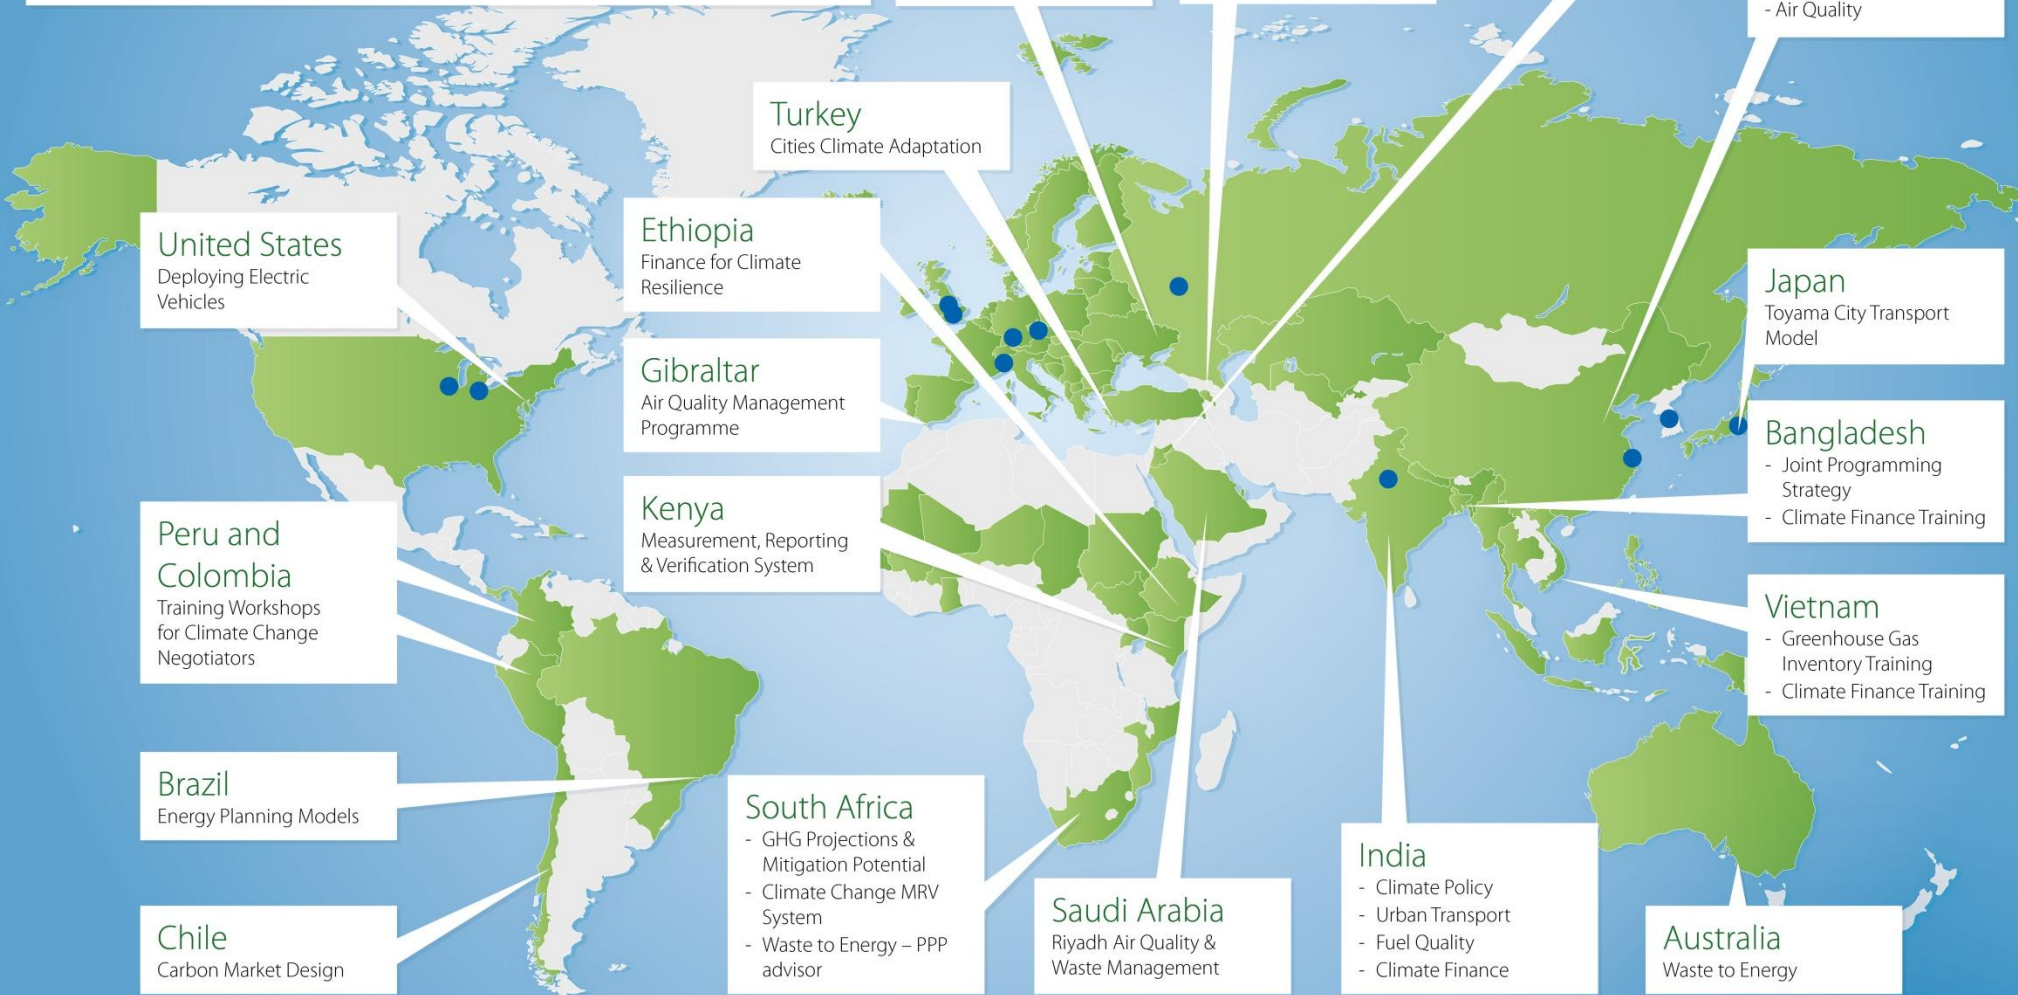 - Air Quality
Turkey
Cities Climate Adaptation
United States
Deploying Electric
Vehicles
Ethiopia
Finance for Climate
Resilience
Japan
Toyama City Transport
Model
Gibraltar
Air Quality Management
Programme
Bangladesh
- Joint Programming
Strategy
- Climate Finance Training
Kenya
Measurement, Reporting
& Verification System
Peru and
Colombia
Training Workshops
for Climate Change
Negotiators
Vietnam
- Greenhouse Gas
Inventory Training
- Climate Finance Training
Brazil
Energy Planning Models
South Africa
- GHG Projections &
Mitigation Potential
- Climate Change MRV
System
- Waste to Energy – PPP
advisor
Chile
Carbon Market Design
Saudi Arabia
Riyadh Air Quality &
Waste Management
India
- Climate Policy
- Urban Transport
- Fuel Quality
- Climate Finance
Australia
Waste to Energy